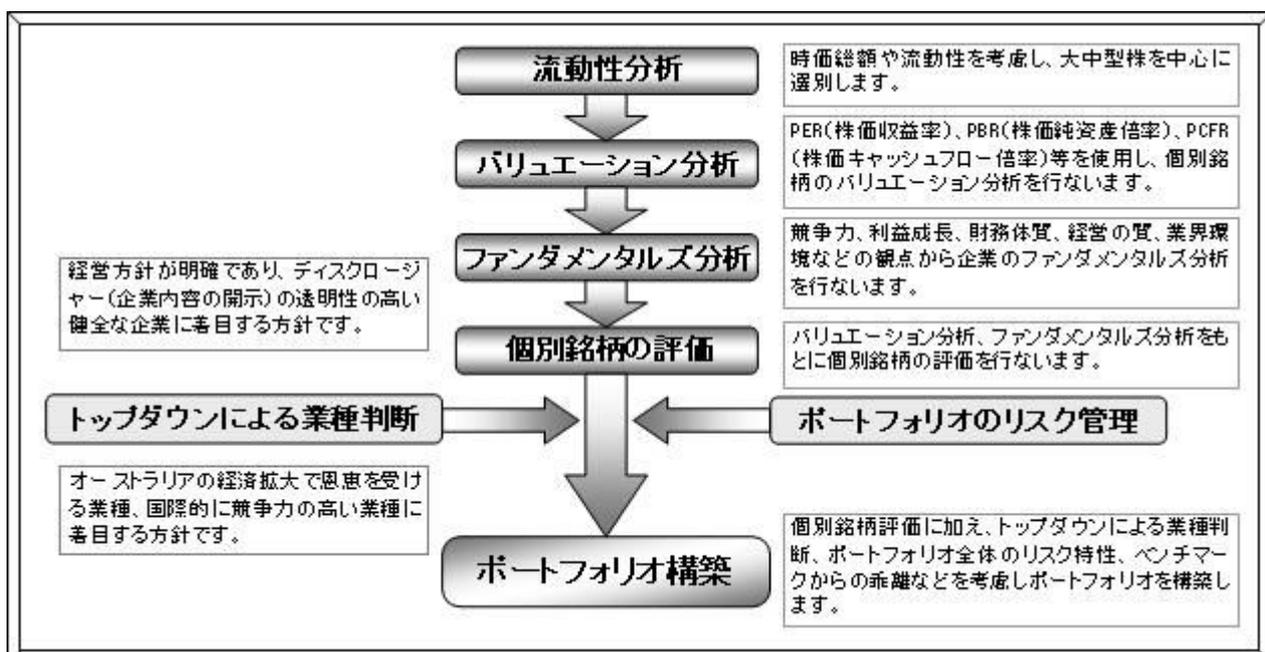 流動性分析
時価総額や流動性を考慮し、大中型株を中心に
選別します。
バリュエーション分析
PER(株価収益率)、PBR(株価純資産倍率)、PCFR
(株価キャッシュフロー倍率)等を使用し、個別銘
柄のバリュエーション分析を行ないます。
ファンダメンタルズ分析
競争力、利益成長、財務体質、経営の質、業界環
境などの観点から企業のファンダメンタルズ分析
を行ないます。
経営方針が明確であり、ディスクロージ
ャー(企業内容の開示)の透明性の高い
健全な企業に着目する方針です。
個別銘柄の評価
バリュエーション分析、ファンダメンタルズ分析をも
とに個別銘柄の評価を行ないます。
トップダウンによる業種判断
ポートフォリオのリスク管理
オーストラリアの経済拡大で恩恵を受け
る業種、国際的に競争力の高い業種に
着目する方針です。
ポートフォリオ構築
個別銘柄評価に加え、トップダウンによる業種判
断、ポートフォリオ全体のリスク特性、ベンチマー
クからの乖離などを考慮しポートフォリオを構築し
ます。